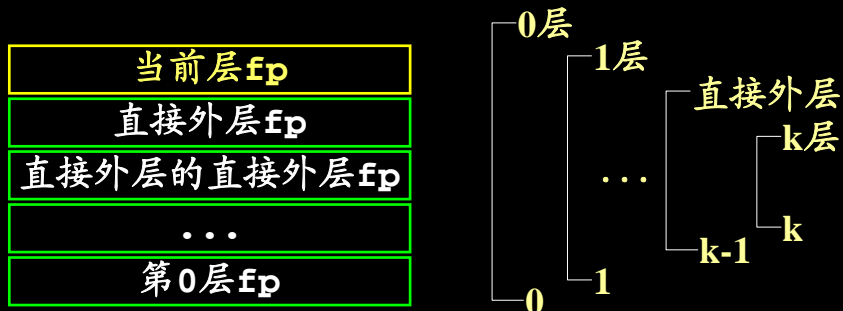 当前层fp
直接外层fp
直接外层的直接外层fp
...
第0层fp
0层
1层
直接外层
k层
...
k
k-1
1
0